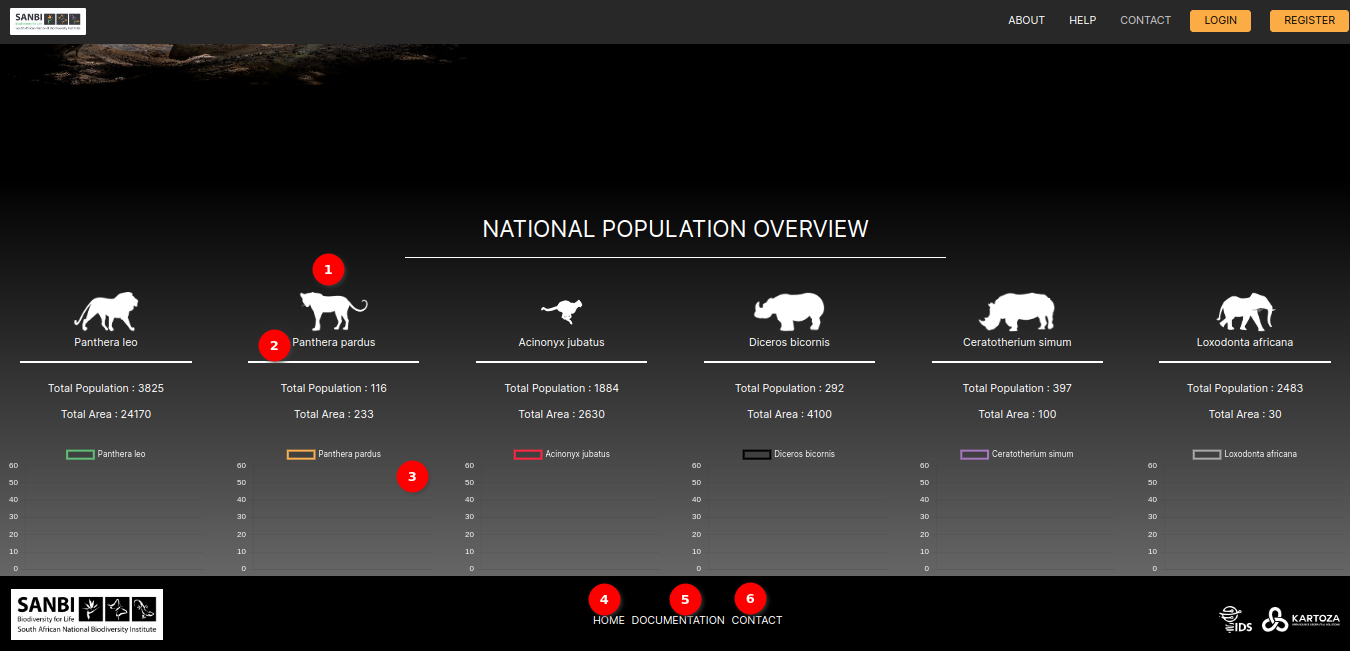 SANBI
ABOUT HELP CONTACT LOGIN REGISTER
NATIONAL POPULATION OVERVIEW
1
Panthera leo
2 Panthera pardus
Acinonyx jubatus
Diceros bicornis
Ceratotherium simum
Loxodonta africana
Total Population : 3825
Total Area : 24170
Total Population : 116
Total Area : 233
Total Population : 1884
Total Area : 2630
Total Population : 292
Total Area : 4100
Total Population : 397
Total Area : 100
Total Population : 2483
Total Area : 30
Panthera leo
60
50
40
30
20
10
0
Panthera pardus
3
60
50
40
30
20
10
0
Acinonyx jubatus
60
50
40
30
20
10
0
Diceros bicornis
60
50
40
30
20
10
0
Ceratotherium simum
60
50
40
30
20
10
0
Loxodonta africana
60
50
40
30
20
10
0
SANBI
Biodiversity for Life
South African National Biodiversity Institute
4 5 6
HOME DOCUMENTATION CONTACT
IDS
KARTOZA